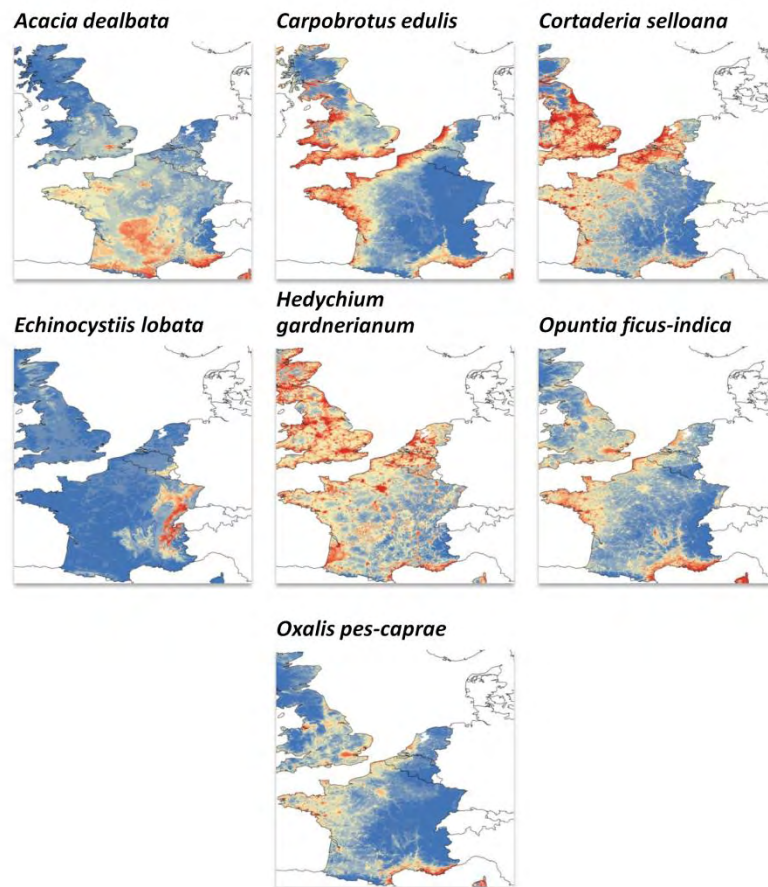 Acacia dealbata
Carpobrotus edulis
Cortaderia selloana
Echinocystiis lobata
Hedychium
gardnerianum
Opuntia ficus-indica
Oxalis pes-caprae